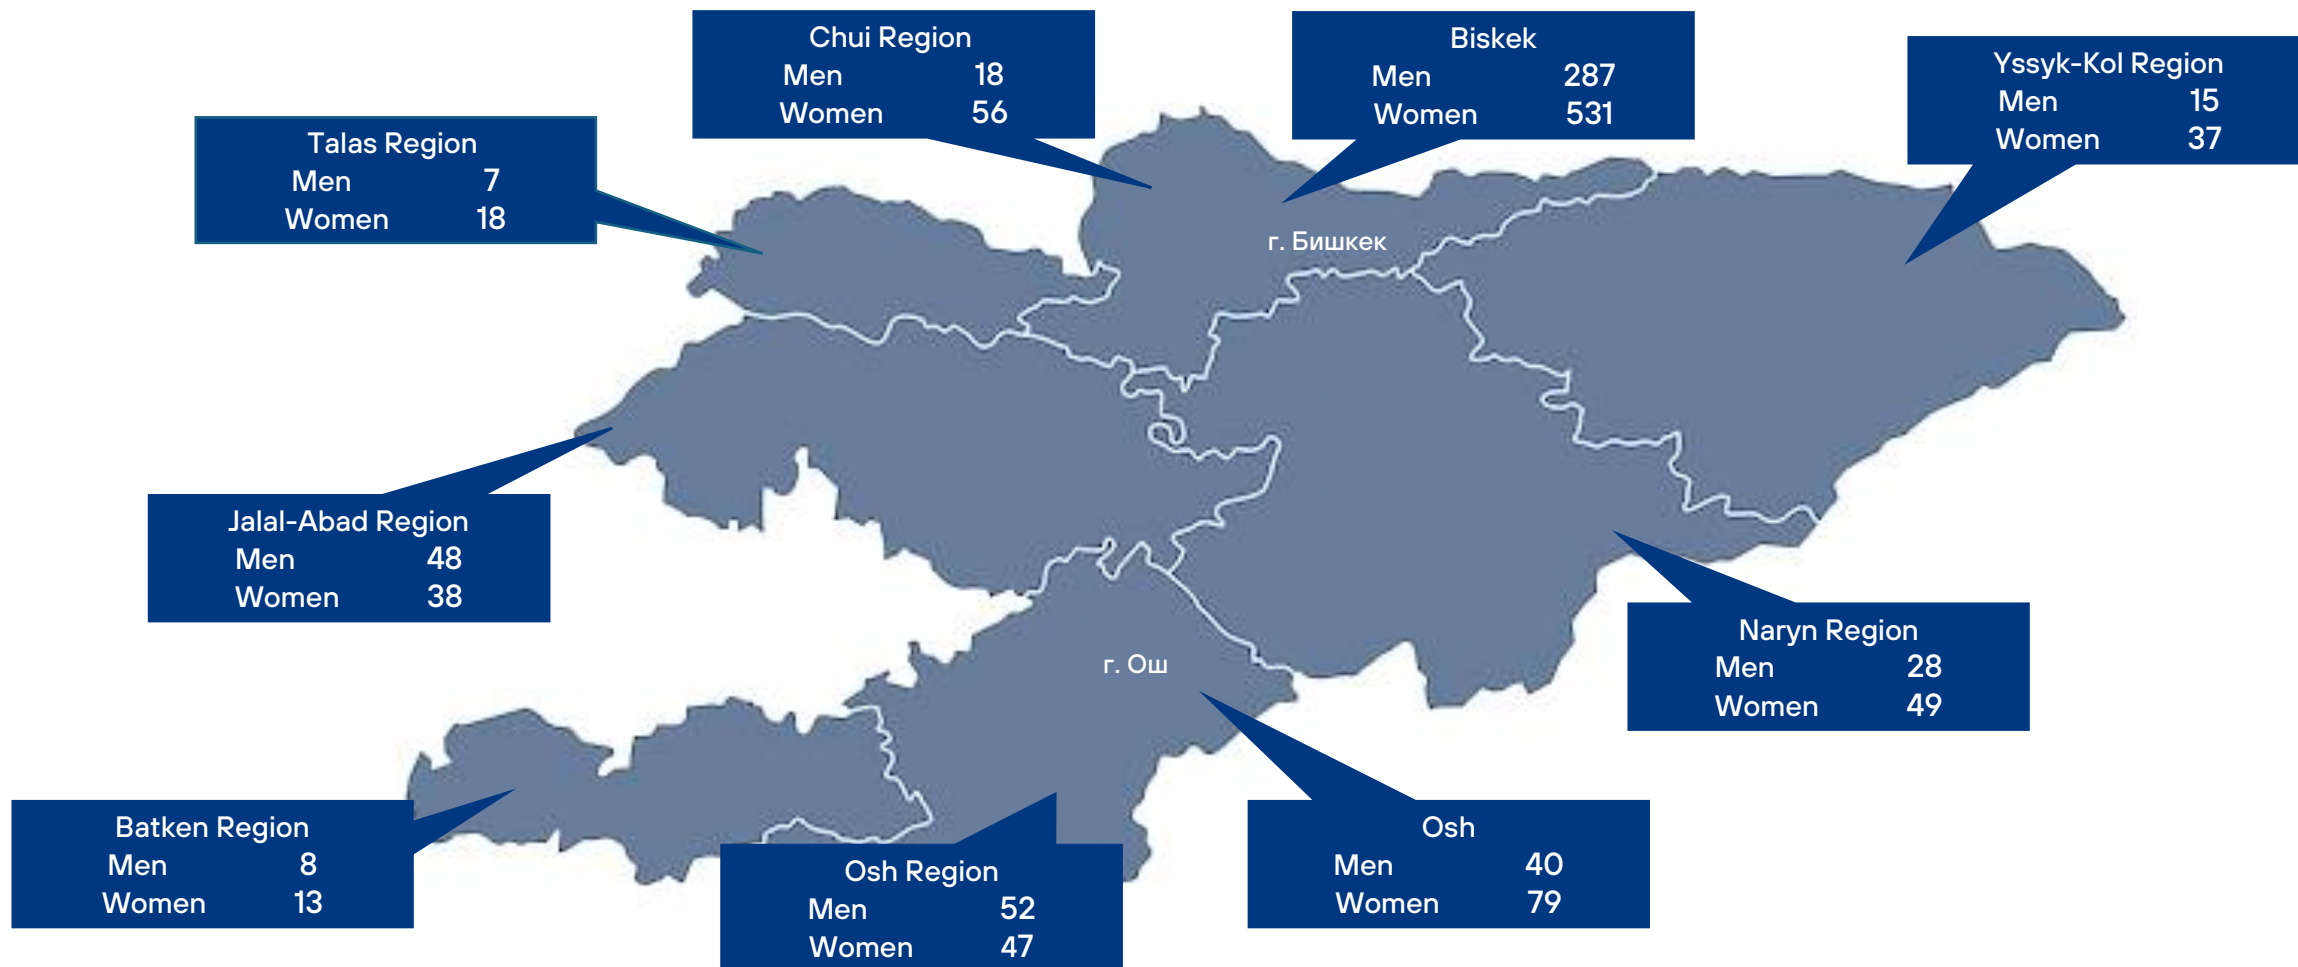 Chui Region
Men 18
Women 56
Biskek
Men 287
Women 531
Yssyk-Kol Region
Men 15
Women 37
Talas Region
Men 7
Women 18
г. Бишкек
Jalal-Abad Region
Men 48
Women 38
Naryn Region
Men 28
Women 49
г. Ош
Batken Region
Men 8
Women 13
Osh Region
Men 52
Women 47
Osh
Men 40
Women 79